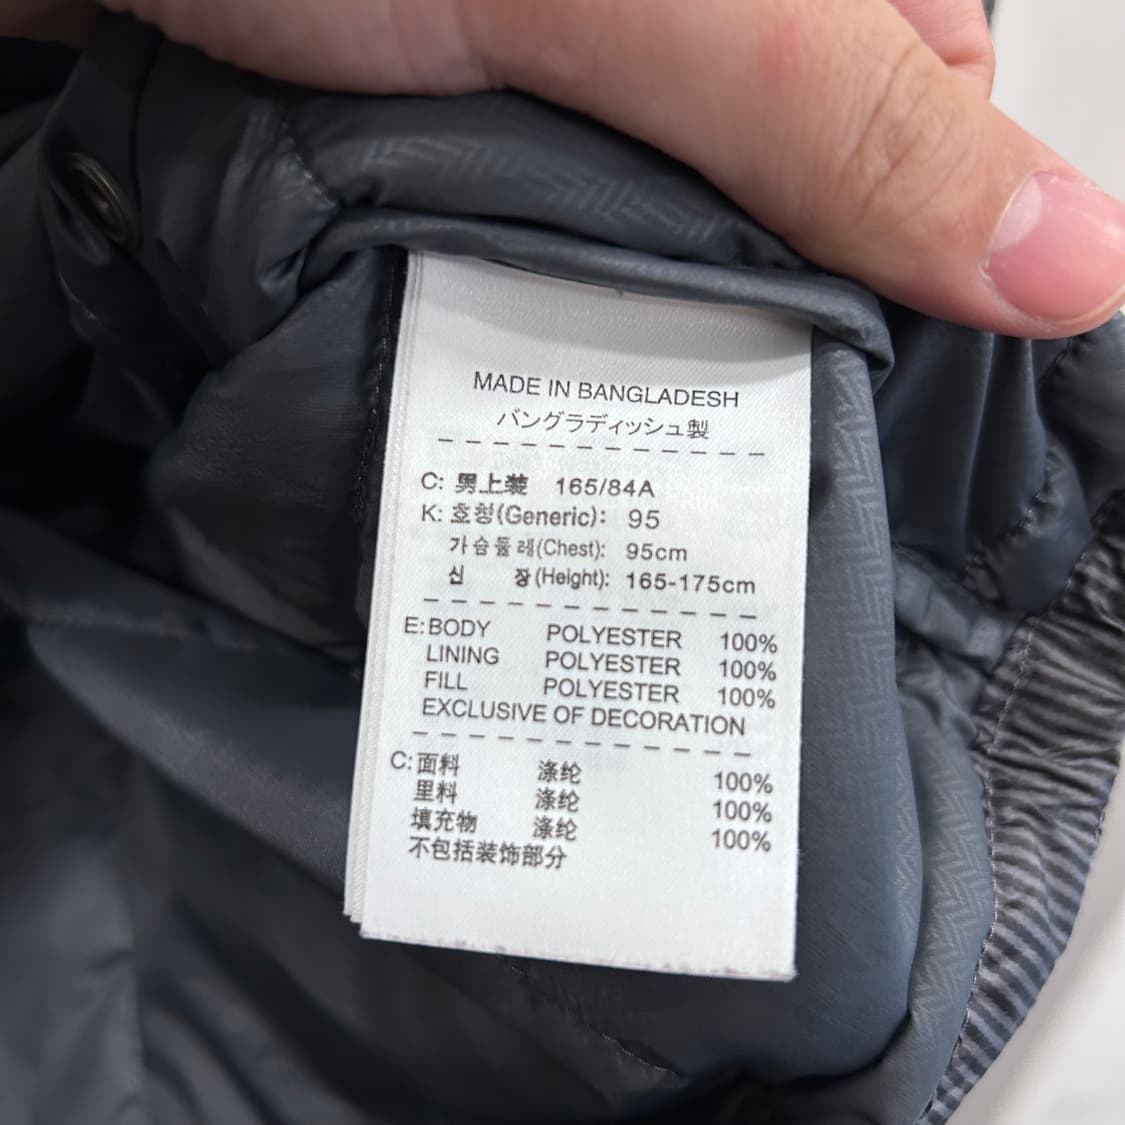 MADE IN BANGLADESH
バングラディッシュ製
C: 男上装 165/84A
K: 호칭(Generic): 95
가슴둘레(Chest): 95cm
신 장(Height): 165-175cm
E: BODY POLYESTER 100%
LINING POLYESTER 100%
FILL POLYESTER 100%
EXCLUSIVE OF DECORATION
C: 面料 涤纶 100%
里料 涤纶 100%
填充物 涤纶 100%
不包括装饰部分